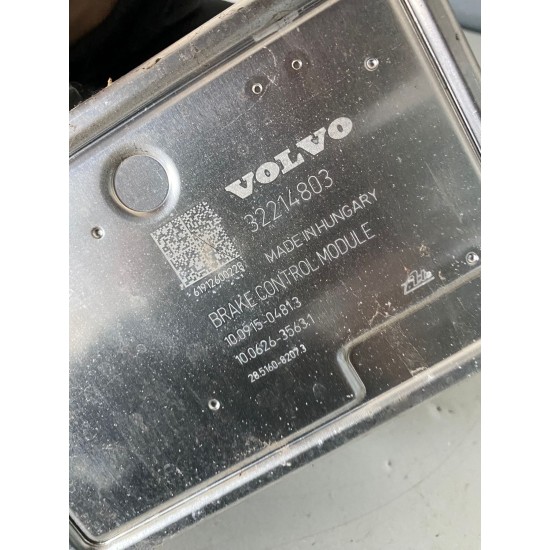 VOLVO
32214803
MADE IN HUNGARY
61912600228
BRAKE CONTROL MODULE
10.0915-0481.3
10.0626-3563.1
28.5160-8207.3